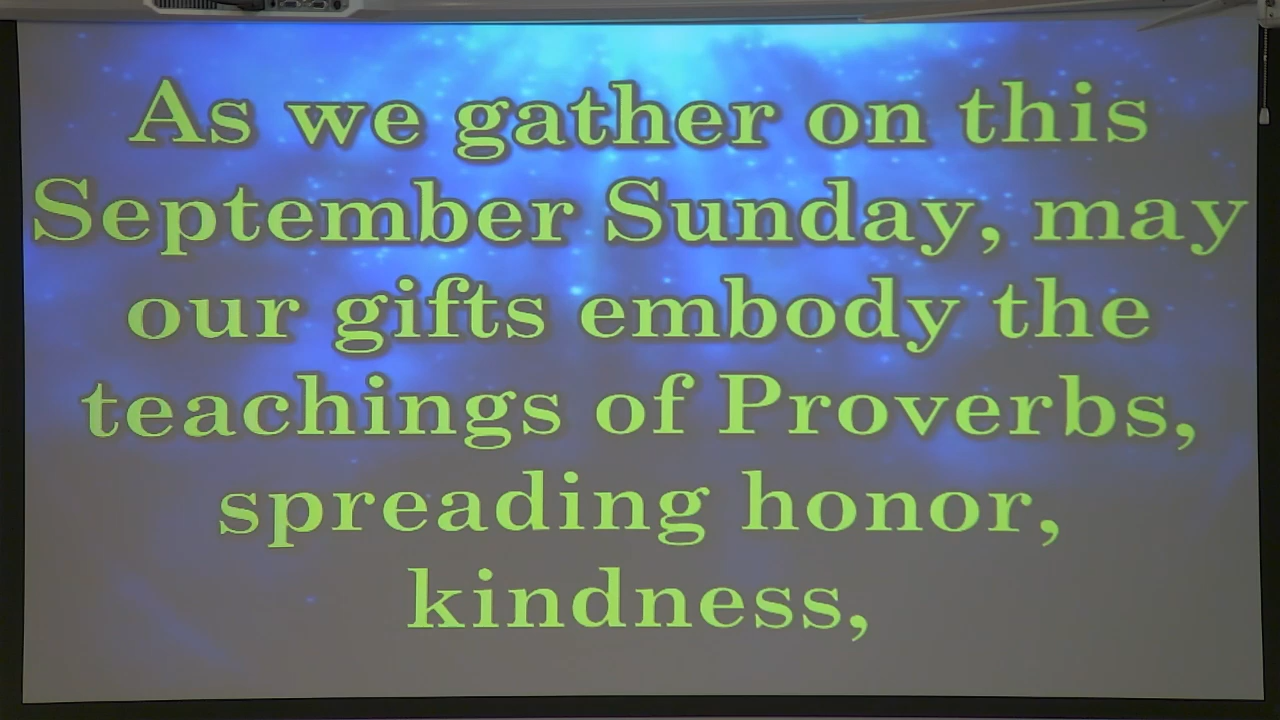 As we gather on this
September Sunday, may
our gifts embody the
teachings of Proverbs,
spreading honor,
kindness,